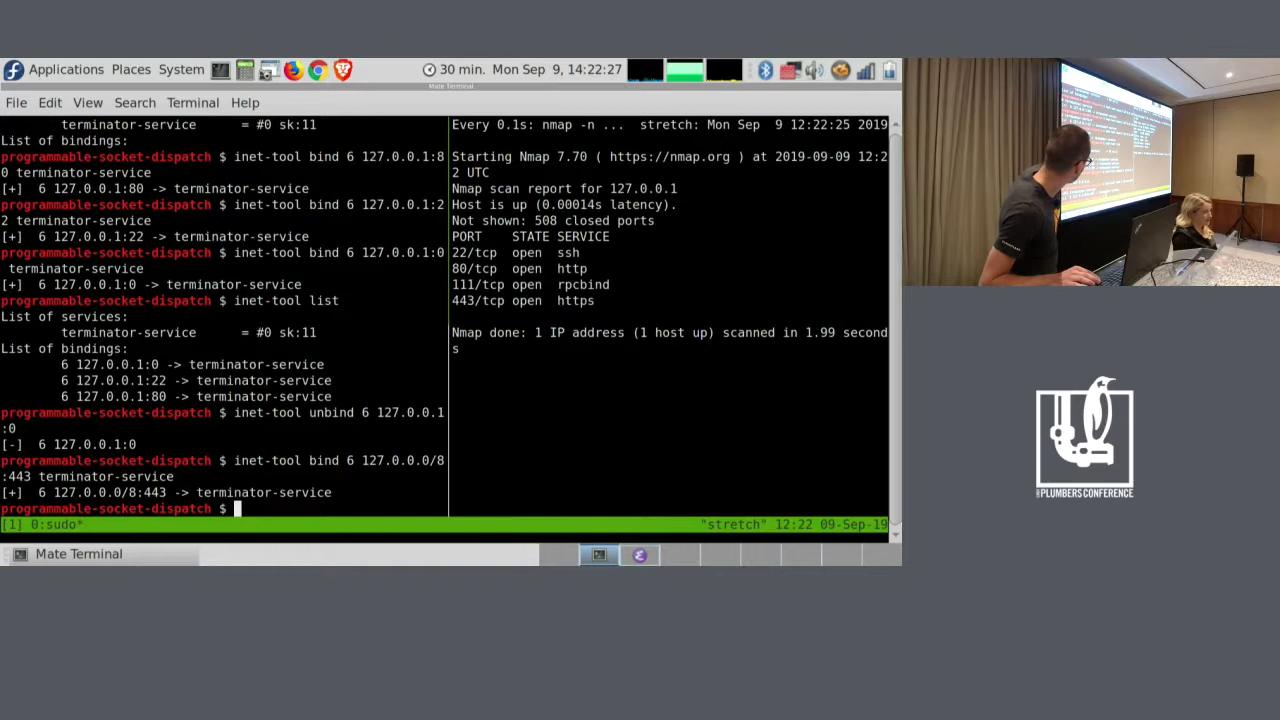 Applications Places System 30 min. Mon Sep 9, 14:22:27
Mate Terminal
File Edit View Search Terminal Help
terminator-service = #0 sk:11
List of bindings:
programmable-socket-dispatch $ inet-tool bind 6 127.0.0.1:8
0 terminator-service
[+] 6 127.0.0.1:80 -> terminator-service
programmable-socket-dispatch $ inet-tool bind 6 127.0.0.1:2
2 terminator-service
[+] 6 127.0.0.1:22 -> terminator-service
programmable-socket-dispatch $ inet-tool bind 6 127.0.0.1:0
terminator-service
[+] 6 127.0.0.1:0 -> terminator-service
programmable-socket-dispatch $ inet-tool list
List of services:
terminator-service = #0 sk:11
List of bindings:
6 127.0.0.1:0 -> terminator-service
6 127.0.0.1:22 -> terminator-service
6 127.0.0.1:80 -> terminator-service
programmable-socket-dispatch $ inet-tool unbind 6 127.0.0.1
:0
[-] 6 127.0.0.1:0
programmable-socket-dispatch $ inet-tool bind 6 127.0.0.0/8
:443 terminator-service
[+] 6 127.0.0.0/8:443 -> terminator-service
programmable-socket-dispatch $
Every 0.1s: nmap -n ... stretch: Mon Sep 9 12:22:25 2019
Starting Nmap 7.70 ( https://nmap.org ) at 2019-09-09 12:2
2 UTC
Nmap scan report for 127.0.0.1
Host is up (0.00014s latency).
Not shown: 508 closed ports
PORT STATE SERVICE
22/tcp open ssh
80/tcp open http
111/tcp open rpcbind
443/tcp open https
Nmap done: 1 IP address (1 host up) scanned in 1.99 second
s
[1] 0:sudo* "stretch" 12:22 09-Sep-19
Mate Terminal
PLUMBERS CONFERENCE